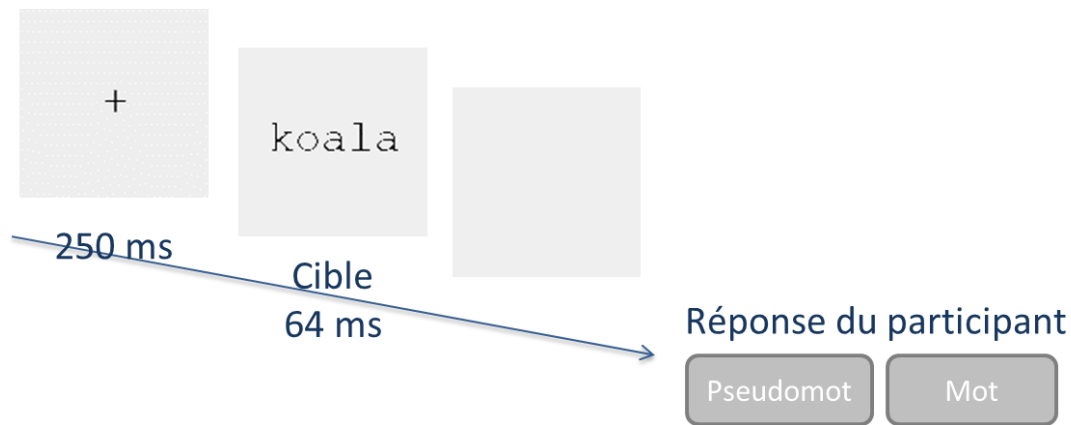 +
koala
250 ms
Cible
64 ms
Réponse du participant
Pseudomot
Mot